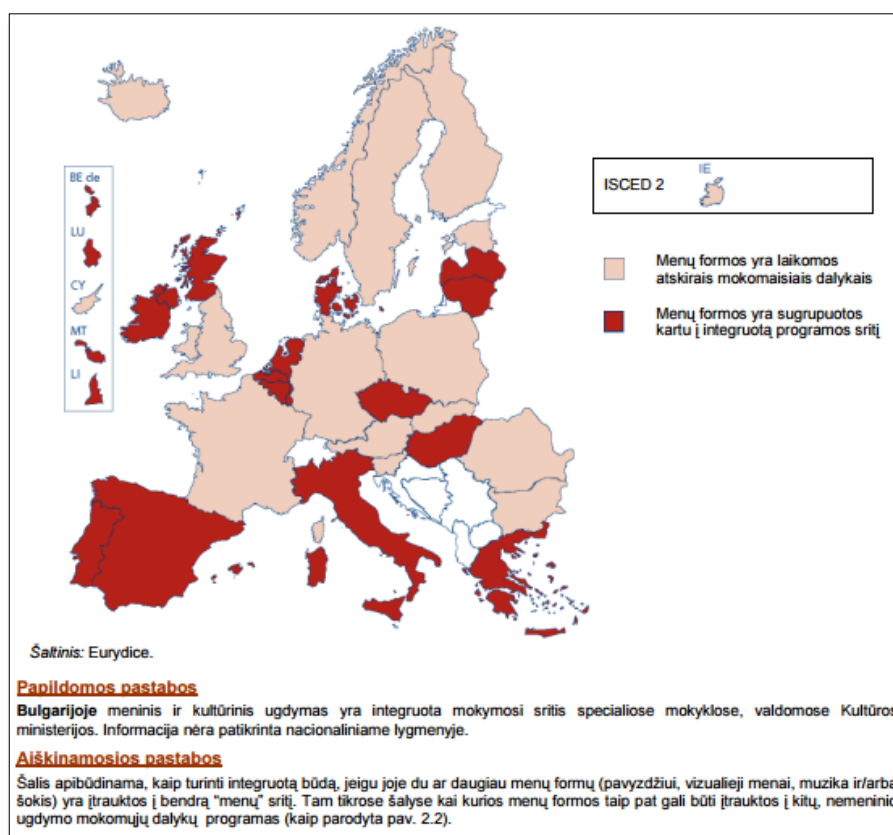 BE de
LU
CY
MT
LI
ISCED 2
IE
Menų formos yra laikomos
atskirais mokomaisiais dalykais
Menų formos yra sugrupuotos
kartu į integruotą programos sritį
Šaltinis: Eurydice.
Papildomos pastabos
Bulgarijoje meninis ir kultūrinis ugdymas yra integruota mokymosi sritis specialiose mokyklose, valdomose Kultūros
ministerijos. Informacija nėra patikrinta nacionaliniame lygmenyje.
Aiškinamosios pastabos
Šalis apibūdinama, kaip turinti integruotą būdą, jeigu joje du ar daugiau menų formų (pavyzdžiui, vizualieji menai, muzika ir/arba
šokis) yra įtrauktos į bendrą “menų” sritį. Tam tikrose šalyse kai kurios menų formos taip pat gali būti įtrauktos į kitų, nemeninio
ugdymo mokomųjų dalykų programas (kaip parodyta pav. 2.2).